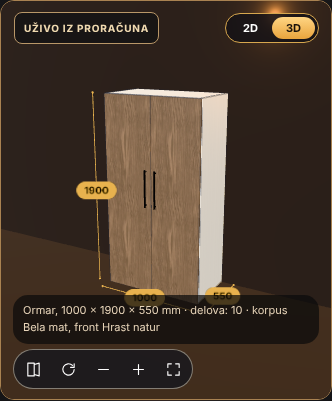 UŽIVO IZ PRORAČUNA
2D 3D
1900
1000
550
Ormar, 1000 × 1900 × 550 mm · delova: 10 · korpus
Bela mat, front Hrast natur